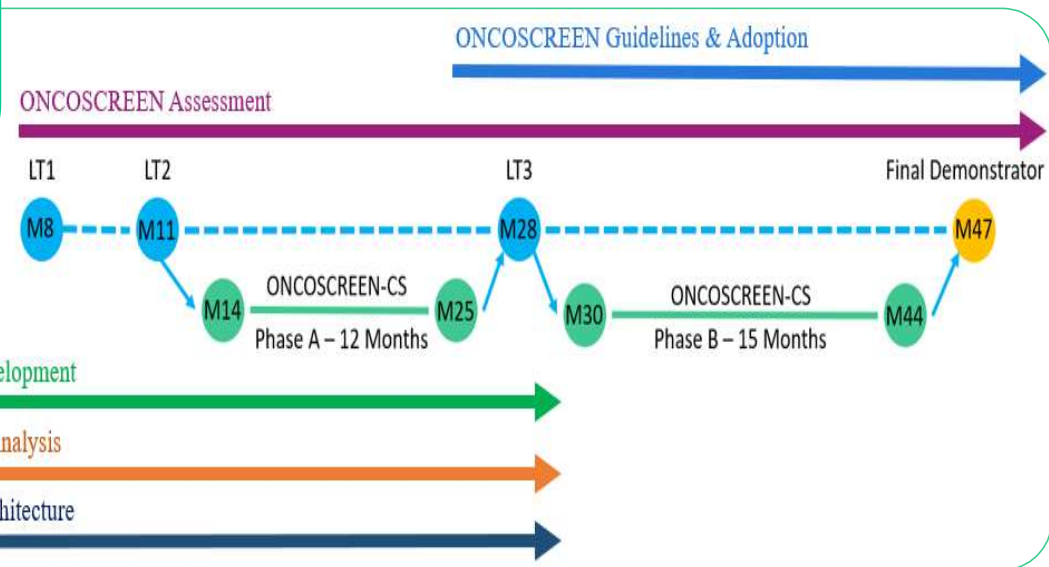 ONCOSCREEN Guidelines & Adoption
ONCOSCREEN Assessment
LT1
LT2
LT3
Final Demonstrator
M8
M11
M28
M47
M14
ONCOSCREEN-CS
M25
M30
ONCOSCREEN-CS
M44
Phase A – 12 Months
Phase B – 15 Months
elopment
nalysis
hitecture